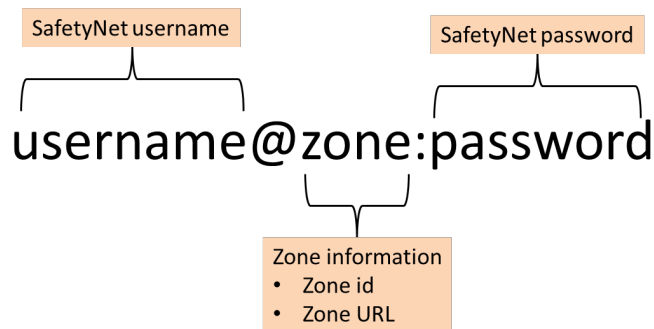 SafetyNet username
SafetyNet password
username@zone:password
Zone information
• Zone id
• Zone URL